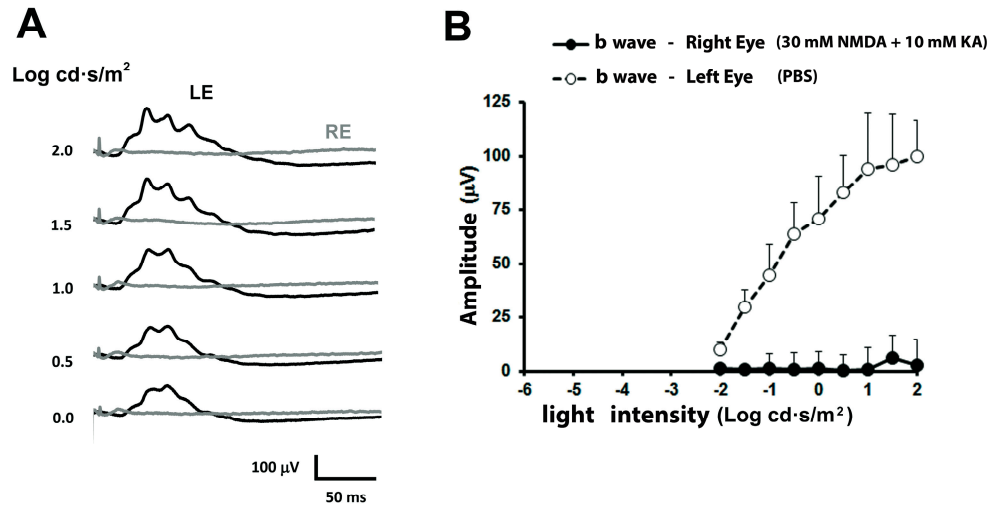 A
Log cd·s/m²
LE
RE
2.0
1.5
1.0
0.5
0.0
100 μV
50 ms
B
b wave - Right Eye (30 mM NMDA + 10 mM KA)
b wave - Left Eye (PBS)
Amplitude (μV)
125
100
75
50
25
0
-6 -5 -4 -3 -2 -1 0 1 2
light intensity (Log cd·s/m²)